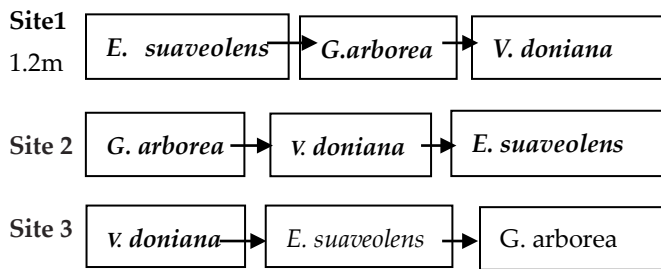 Site1
1.2m
E. suaveolens G.arborea V. doniana
Site 2 G. arborea V. doniana E. suaveolens
Site 3 V. doniana E. suaveolens G. arborea